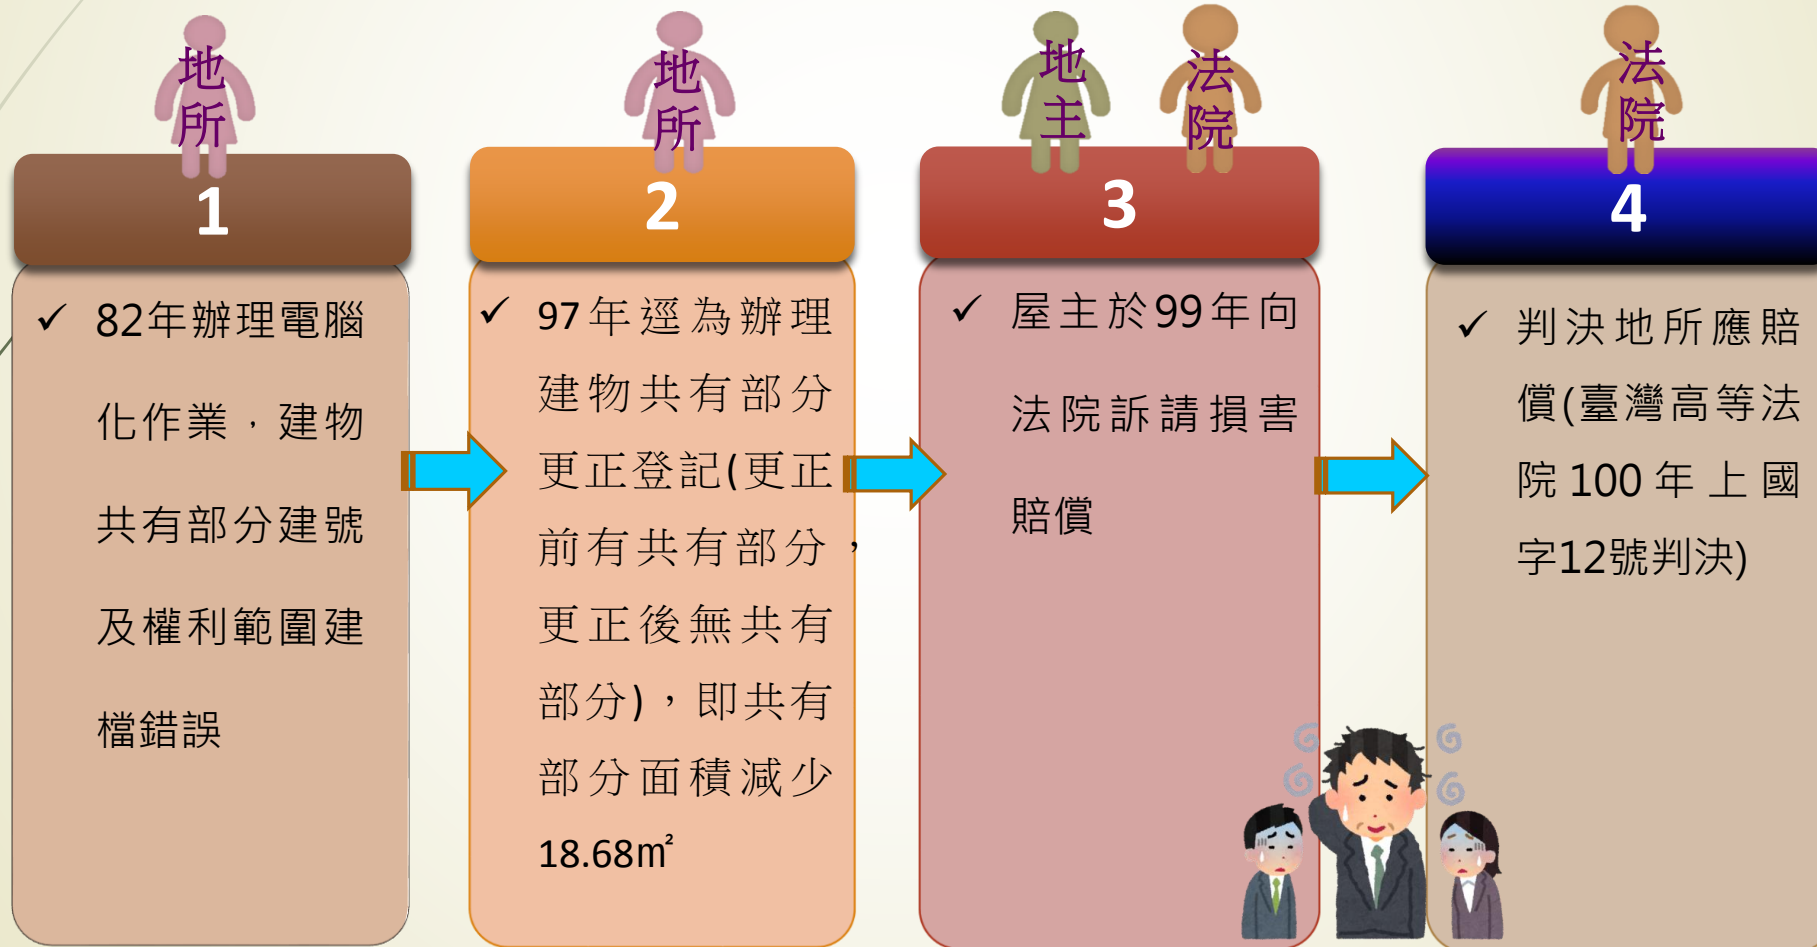 地所
1
✓ 82年辦理電腦
化作業，建物
共有部分建號
及權利範圍建
檔錯誤
地所
2
✓ 97年逕為辦理
建物共有部分
更正登記(更正
前有共有部分，
更正後無共有
部分)，即共有
部分面積減少
18.68㎡
地主
法院
3
✓ 屋主於99年向
法院訴請損害
賠償
法院
4
✓ 判決地所應賠
償(臺灣高等法
院100年上國
字12號判決)